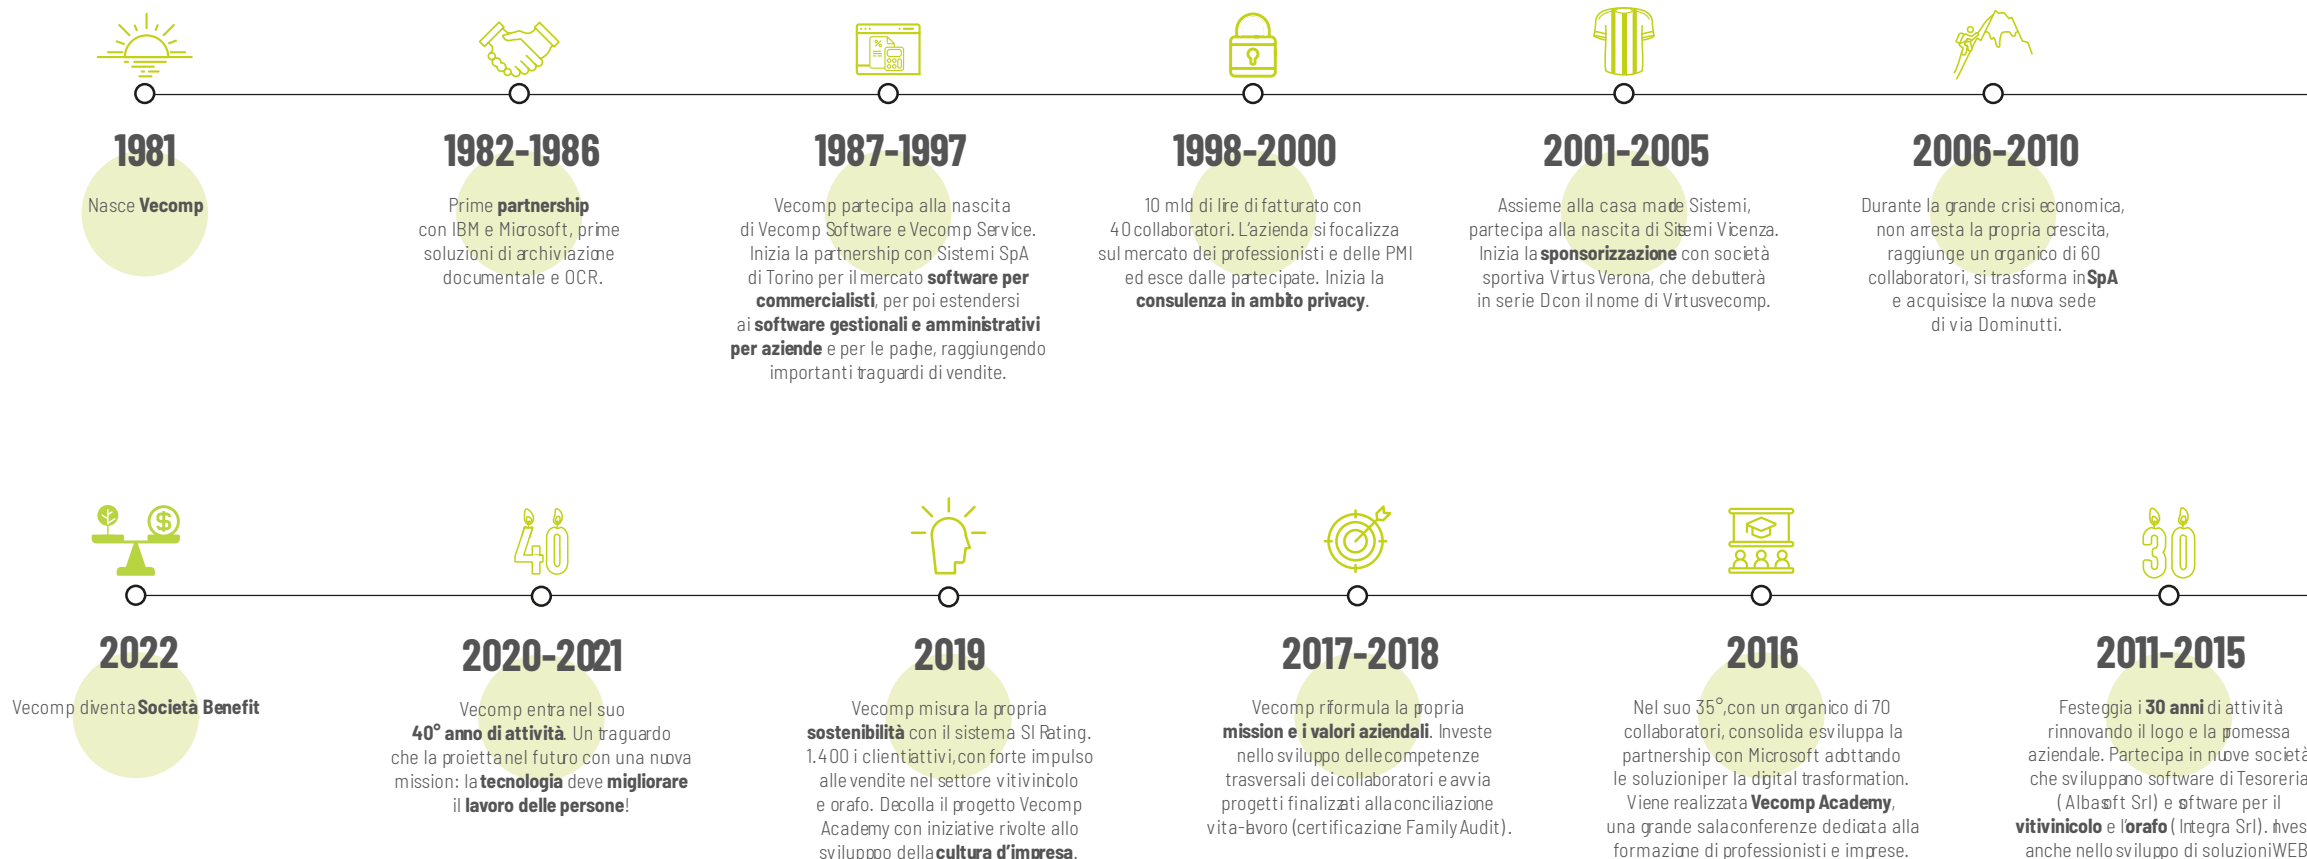 1981
Nasce Vecomp
1982-1986
Prime partnership
con IBM e Microsoft, prime
soluzioni di archiviazione
documentale e OCR.
1987-1997
Vecomp partecipa alla nascita
di Vecomp Software e Vecomp Service.
Inizia la partnership con Sistemi SpA
di Torino per il mercato software per
commercialisti, per poi estendersi
ai software gestionali e amministrativi
per aziende e per le paghe, raggiungendo
importanti traguardi di vendite.
1998-2000
10 mld di lire di fatturato con
40 collaboratori. L'azienda si focalizza
sul mercato dei professionisti e delle PMI
ed esce dalle partecipate. Inizia la
consulenza in ambito privacy.
2001-2005
Assieme alla casa madre Sistemi,
partecipa alla nascita di Sistemi Vicenza.
Inizia la sponsorizzazione con società
sportiva Virtus Verona, che debutterà
in serie D con il nome di Virtusvecomp.
2006-2010
Durante la grande crisi economica,
non arresta la propria crescita,
raggiunge un organico di 60
collaboratori, si trasforma in SpA
e acquisisce la nuova sede
di via Dominutti.
%
$
2022
Vecomp diventa Società Benefit
40
2020-2021
Vecomp entra nel suo
40° anno di attività. Un traguardo
che la proietta nel futuro con una nuova
mission: la tecnologia deve migliorare
il lavoro delle persone!
2019
Vecomp misura la propria
sostenibilità con il sistema SI Rating.
1.400 i clienti attivi, con forte impulso
alle vendite nel settore vitivinicolo
e orafo. Decolla il progetto Vecomp
Academy con iniziative rivolte allo
svilupppo della cultura d'impresa.
2017-2018
Vecomp riformula la propria
mission e i valori aziendali. Investe
nello sviluppo delle competenze
trasversali dei collaboratori e avvia
progetti finalizzati alla conciliazione
vita-lavoro (certificazione Family Audit).
2016
Nel suo 35°, con un organico di 70
collaboratori, consolida e sviluppa la
partnership con Microsoft adottando
le soluzioni per la digital trasformation.
Viene realizzata Vecomp Academy,
una grande sala conferenze dedicata alla
formazione di professionisti e imprese.
30
2011-2015
Festeggia i 30 anni di attività
rinnovando il logo e la promessa
aziendale. Partecipa in nuove società
che sviluppano software di Tesoreria
(Albasoft Srl) e software per il
vitivinicolo e l'orafo (Integra Srl). Inves
anche nello sviluppo di soluzioni WEB